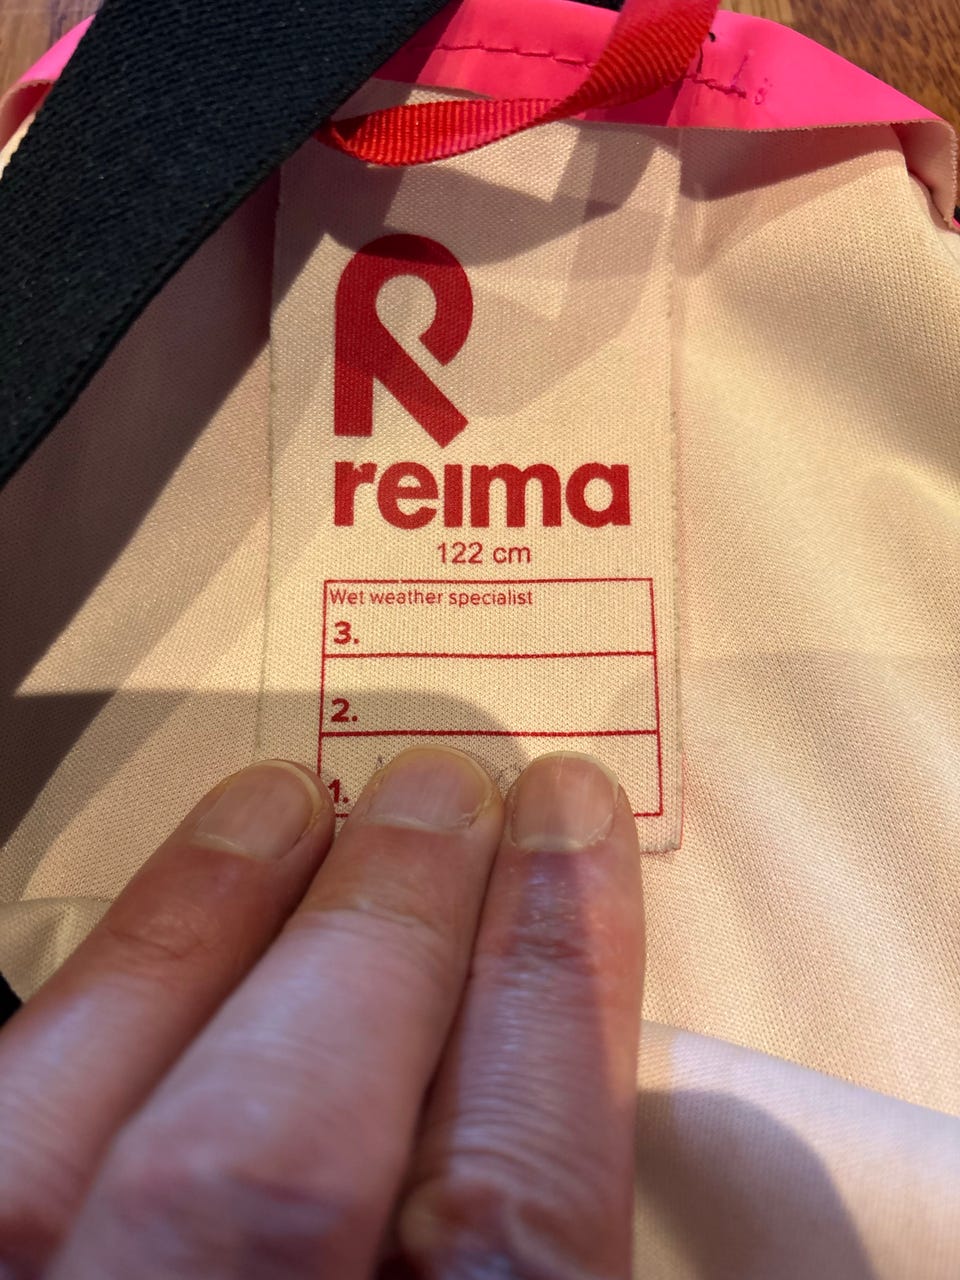 reima
122 cm
Wet weather specialist
3.
2.
1.